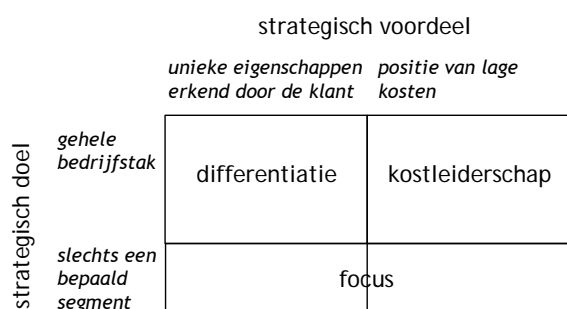 strategisch voordeel
unieke eigenschappen positie van lage
erkend door de klant kosten
strategisch doel
gehele
bedrijfstak
differentiatie kostleiderschap
slechts een
bepaald
segment
focus